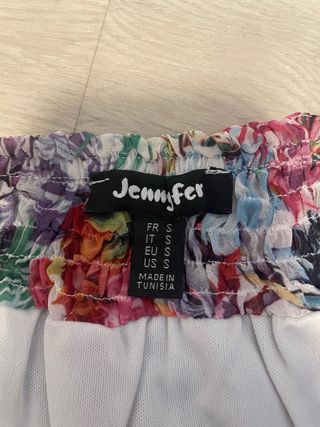 Jennyfer
FR S
IT S
EU S
US S
MADE IN
TUNISIA